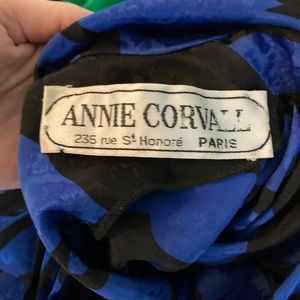 ANNIE CORVALL
235 rue St Honoré PARIS